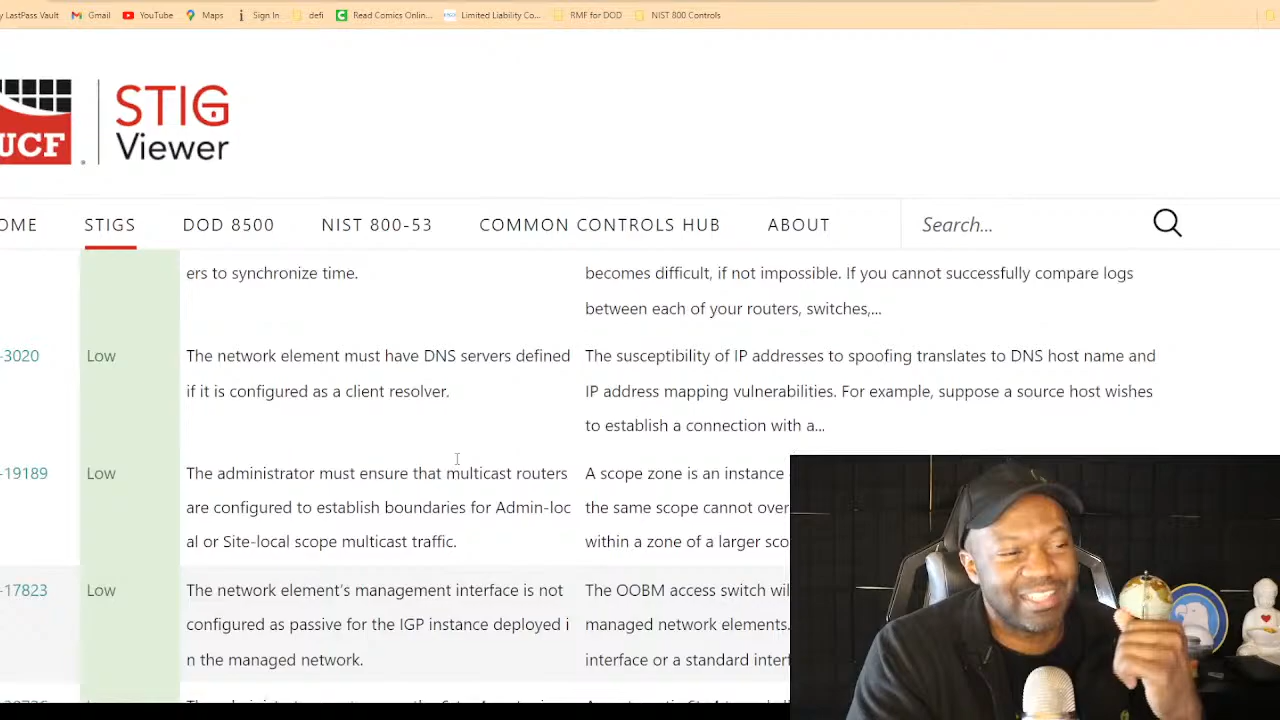 LastPass Vault
Gmail
YouTube
Maps
Sign In
defi
Read Comics Onlin...
Limited Liability Co...
RMF for DOD
NIST 800 Controls
UCF
STIG
Viewer
OME
STIGS
DOD 8500
NIST 800-53
COMMON CONTROLS HUB
ABOUT
Search...
ers to synchronize time.
becomes difficult, if not impossible. If you cannot successfully compare logs
between each of your routers, switches,...
-3020
Low
The network element must have DNS servers defined
if it is configured as a client resolver.
The susceptibility of IP addresses to spoofing translates to DNS host name and
IP address mapping vulnerabilities. For example, suppose a source host wishes
to establish a connection with a...
-19189
Low
The administrator must ensure that multicast routers
are configured to establish boundaries for Admin-loc
al or Site-local scope multicast traffic.
A scope zone is an instance
the same scope cannot over
within a zone of a larger sco
-17823
Low
The network element's management interface is not
configured as passive for the IGP instance deployed i
n the managed network.
The OOBM access switch wil
managed network elements.
interface or a standard interf